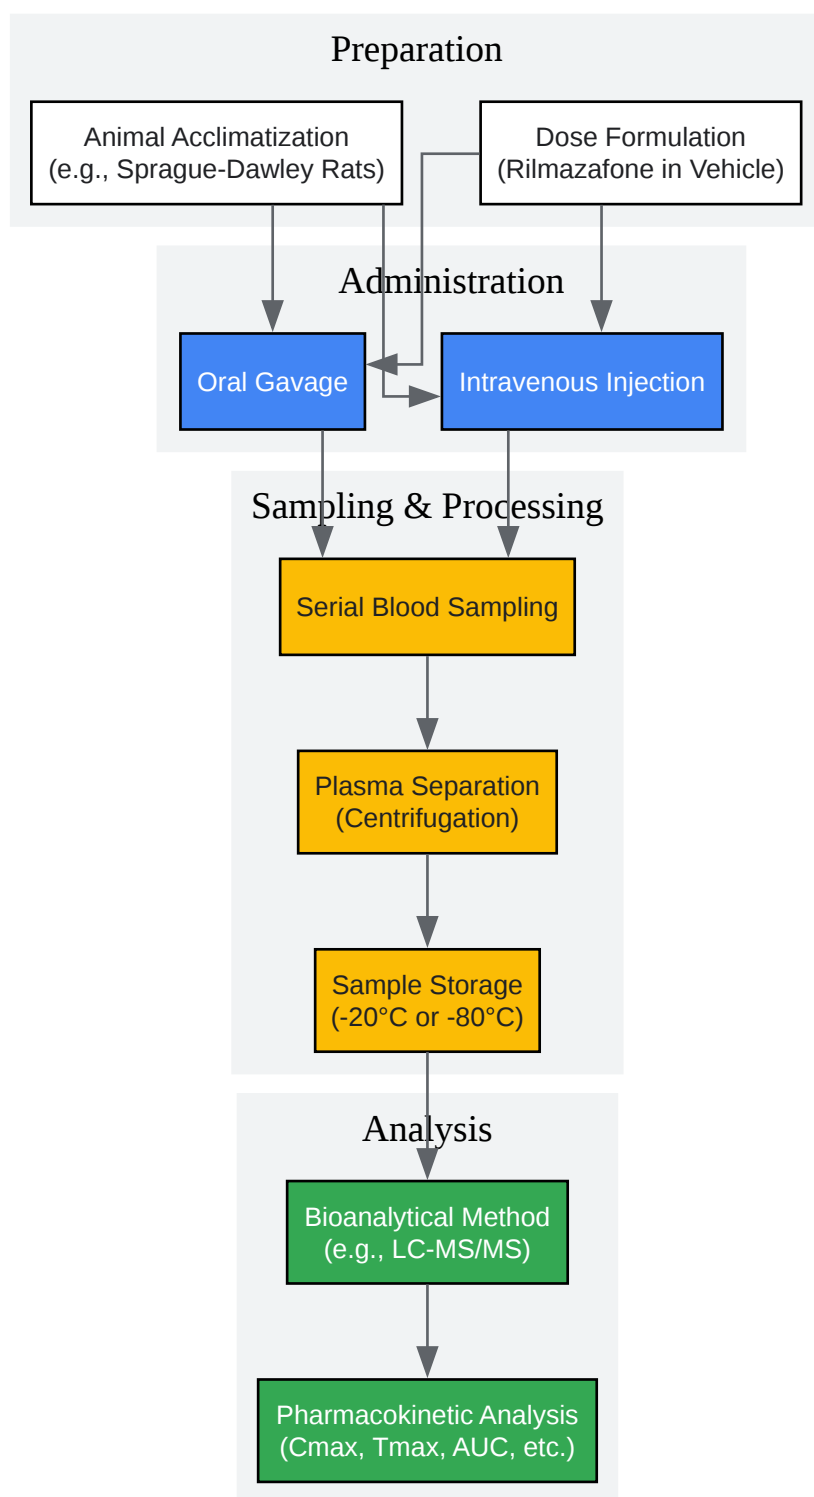 Preparation
Animal Acclimatization
(e.g., Sprague-Dawley Rats)
Dose Formulation
(Rilmazafone in Vehicle)
Administration
Oral Gavage
Intravenous Injection
Sampling & Processing
Serial Blood Sampling
Plasma Separation
(Centrifugation)
Sample Storage
(-20°C or -80°C)
Analysis
Bioanalytical Method
(e.g., LC-MS/MS)
Pharmacokinetic Analysis
(Cmax, Tmax, AUC, etc.)